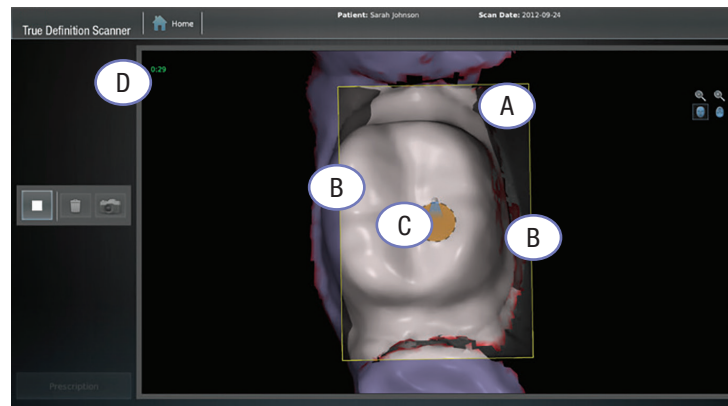 True Definition Scanner
Home
Patient: Sarah Johnson
Scan Date: 2012-09-24
0:29
D
A
B
C
B
Prescription